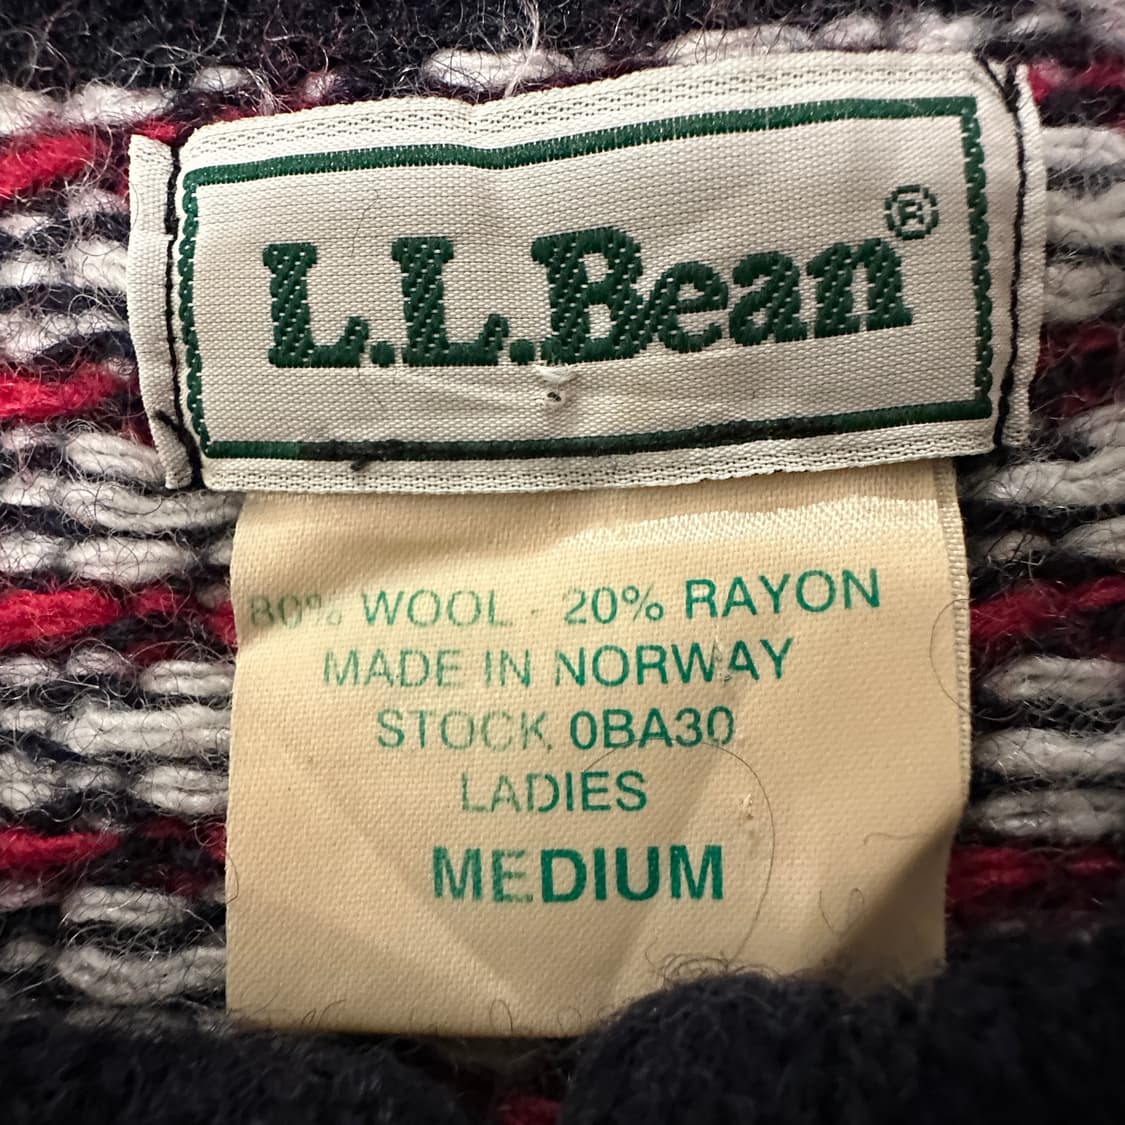 L.L.Bean®
80% WOOL - 20% RAYON
MADE IN NORWAY
STOCK 0BA30
LADIES
MEDIUM